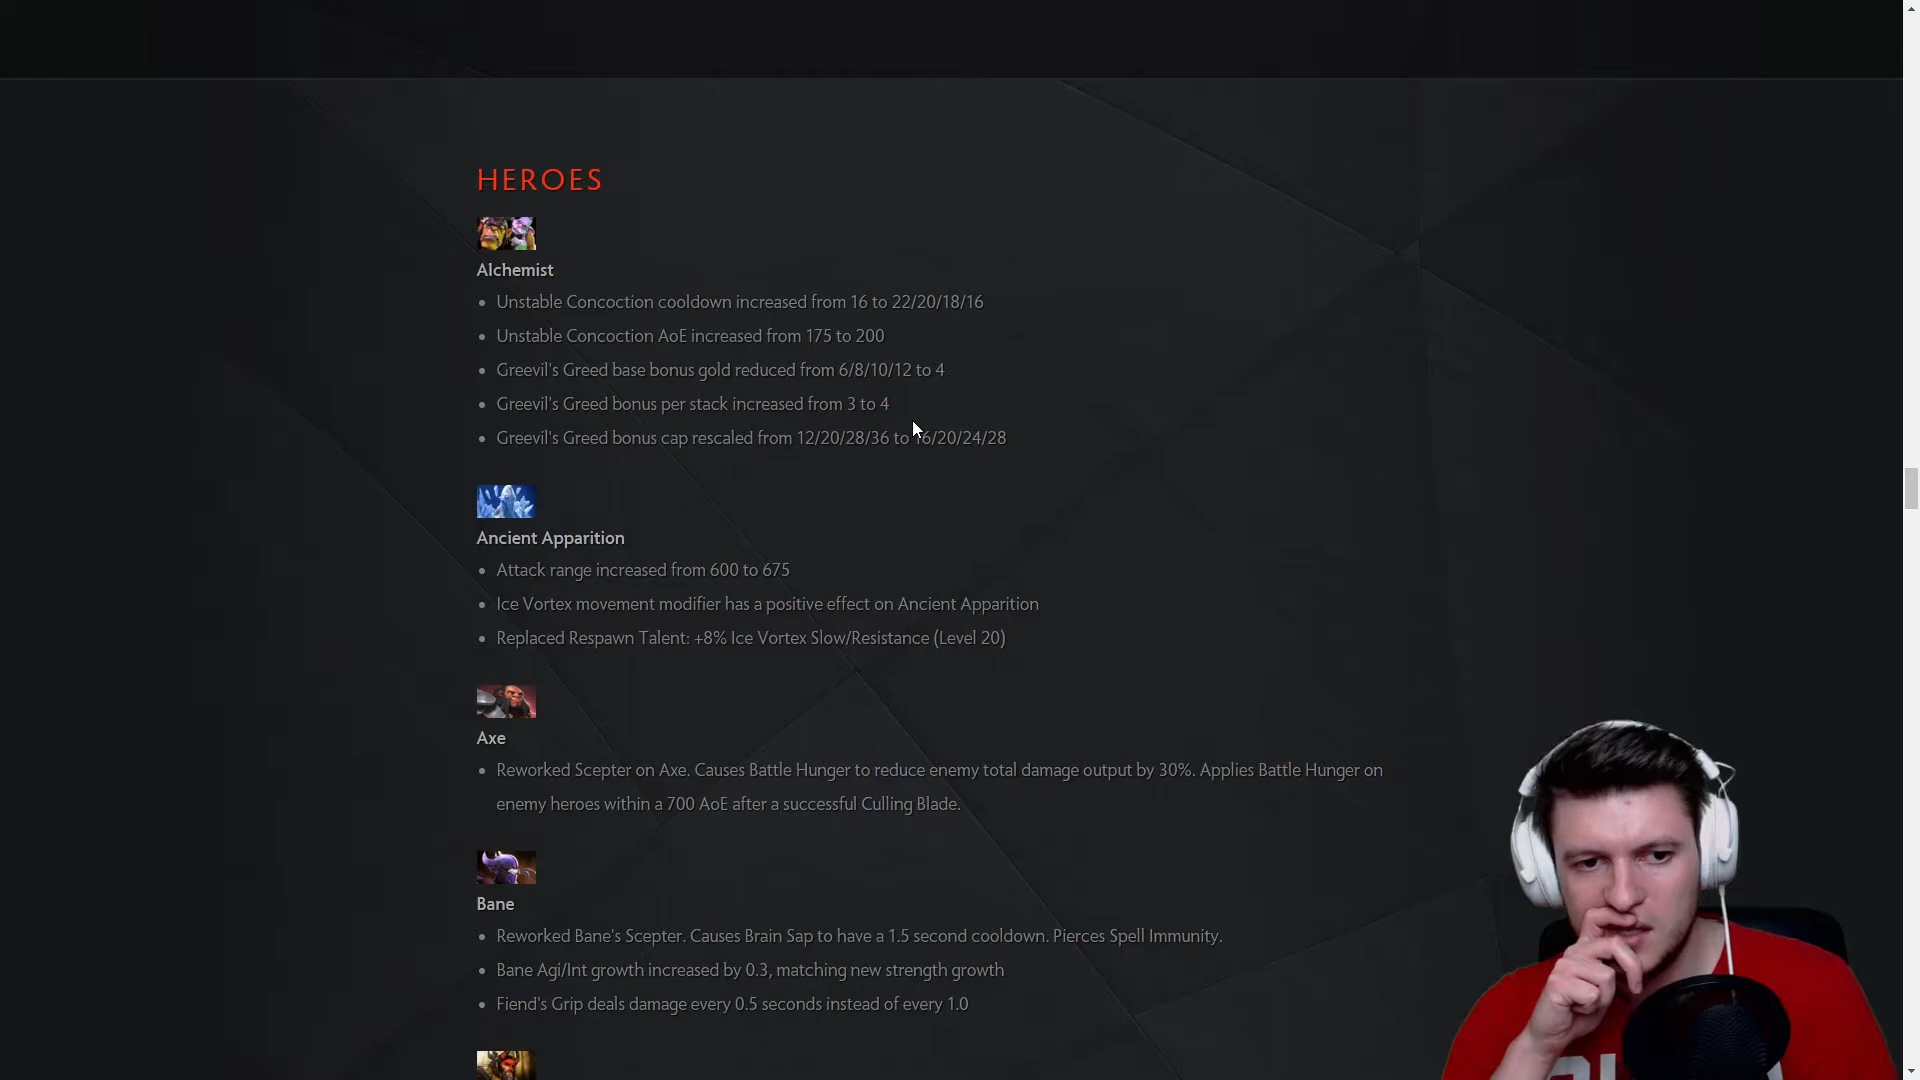 HEROES
Alchemist
Unstable Concoction cooldown increased from 16 to 22/20/18/16
Unstable Concoction AoE increased from 175 to 200
Greevil's Greed base bonus gold reduced from 6/8/10/12 to 4
Greevil's Greed bonus per stack increased from 3 to 4
Greevil's Greed bonus cap rescaled from 12/20/28/36 to 16/20/24/28
Ancient Apparition
Attack range increased from 600 to 675
Ice Vortex movement modifier has a positive effect on Ancient Apparition
Replaced Respawn Talent: +8% Ice Vortex Slow/Resistance (Level 20)
Axe
Reworked Scepter on Axe. Causes Battle Hunger to reduce enemy total damage output by 30%. Applies Battle Hunger on
enemy heroes within a 700 AoE after a successful Culling Blade.
Bane
Reworked Bane's Scepter. Causes Brain Sap to have a 1.5 second cooldown. Pierces Spell Immunity.
Bane Agi/Int growth increased by 0.3, matching new strength growth
Fiend's Grip deals damage every 0.5 seconds instead of every 1.0